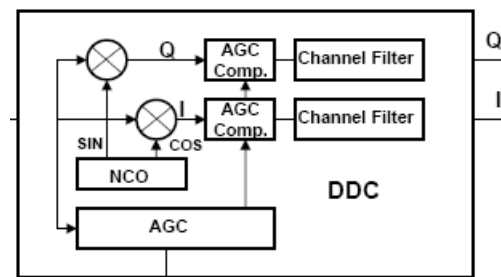 Q
AGC
Comp.
Channel Filter
Q
I
AGC
Comp.
Channel Filter
I
SIN
COS
NCO
DDC
AGC